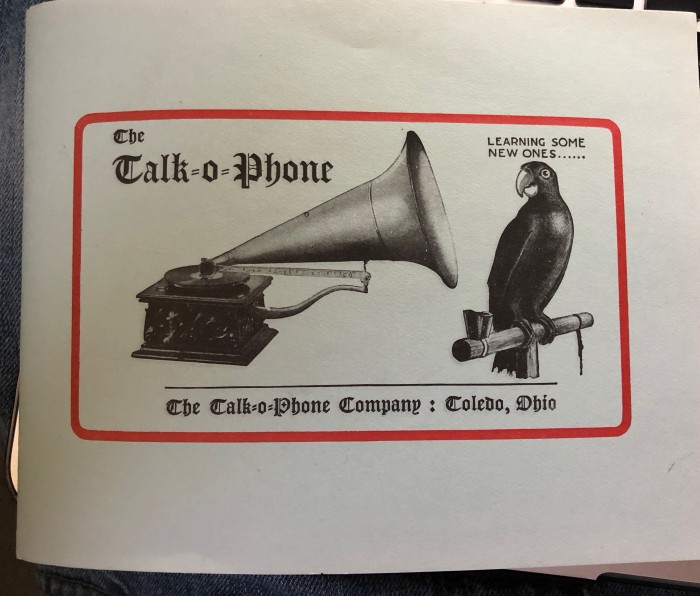 The
Talk-o-Phone
LEARNING SOME
NEW ONES......
The Talk-o-Phone Company : Toledo, Ohio